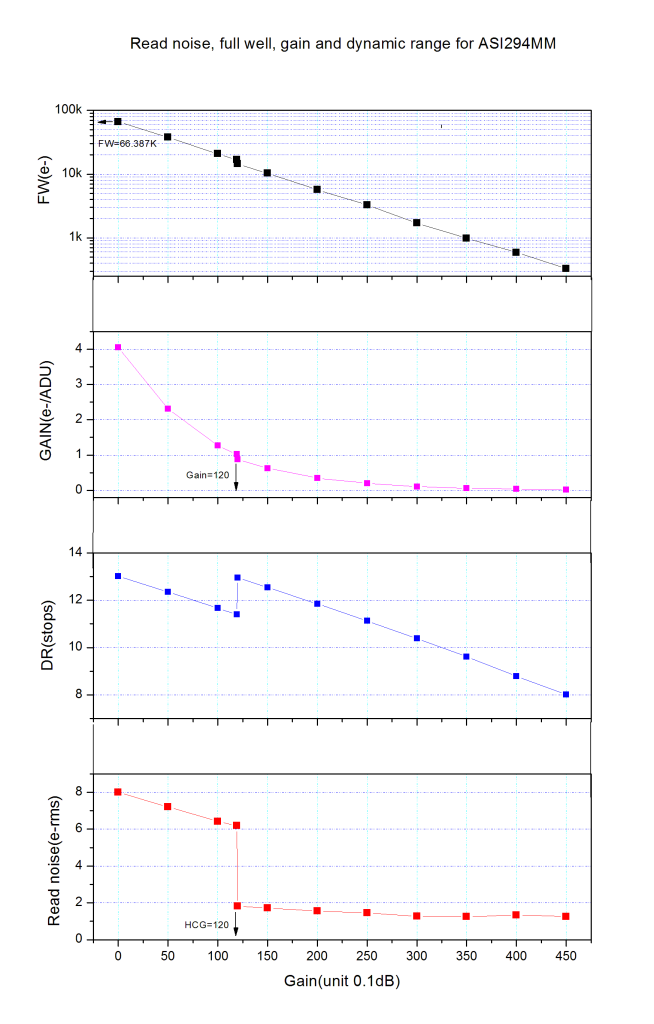 Read noise, full well, gain and dynamic range for ASI294MM
100k
10k
1k
FW(e-)
FW=66.387K
4
3
2
1
0
GAIN(e-/ADU)
Gain=120
14
12
10
8
DR(stops)
8
6
4
2
0
Read noise(e-rms)
HCG=120
0 50 100 150 200 250 300 350 400 450
Gain(unit 0.1dB)